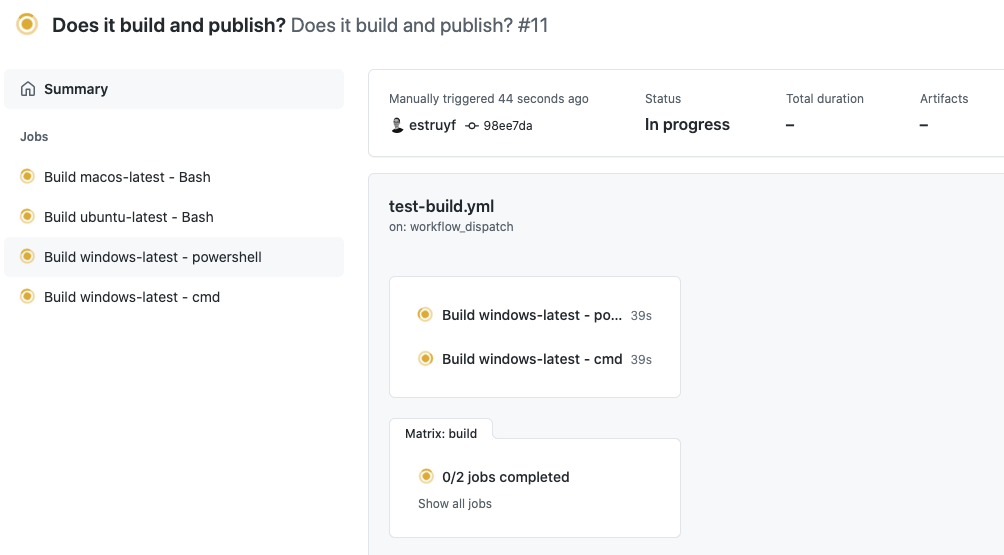 Does it build and publish? Does it build and publish? #11
Summary
Jobs
Build macos-latest - Bash
Build ubuntu-latest - Bash
Build windows-latest - powershell
Build windows-latest - cmd
Manually triggered 44 seconds ago
estruyf 98ee7da
Status
In progress
Total duration
–
Artifacts
–
test-build.yml
on: workflow_dispatch
Build windows-latest - po... 39s
Build windows-latest - cmd 39s
Matrix: build
0/2 jobs completed
Show all jobs